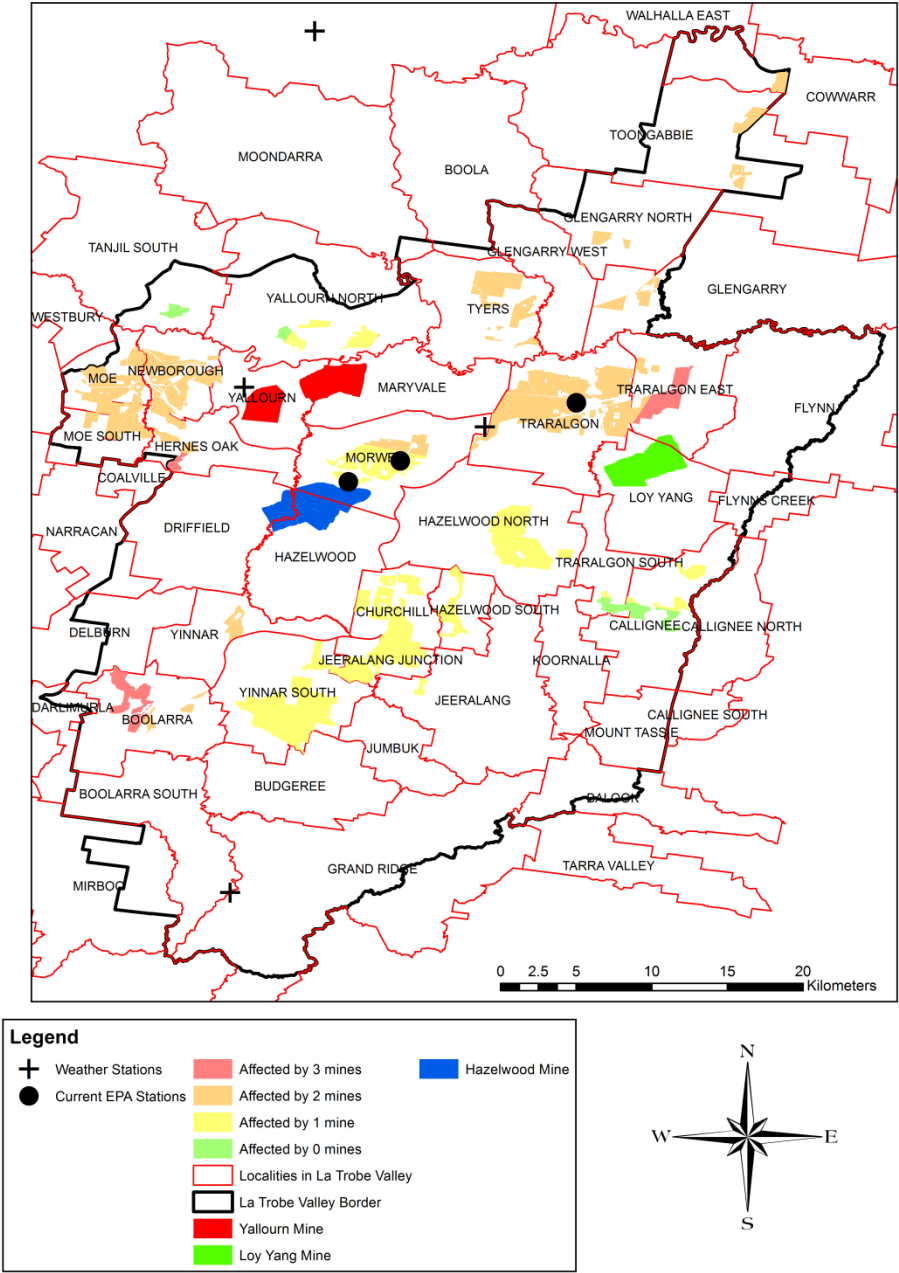 WALHALLA EAST
COWWARR
TOONGABBIE
MOONDARRA
BOOLA
GLENGARRY NORTH
TANJIL SOUTH
GLENGARRY WEST
GLENGARRY
YALLOURN NORTH
TYERS
WESTBURY
NEWBOROUGH
MOE
MARYVALE
TRARALGON EAST
YALLOURN
FLYNN
TRARALGON
MOE SOUTH
HERNES OAK
MORWE
COALVILLE
LOY YANG
FLYNNS CREEK
HAZELWOOD NORTH
NARRACAN
DRIFFIELD
HAZELWOOD
TRARALGON SOUTH
CHURCHILL
HAZELWOOD SOUTH
CALLIGNEE
CALLIGNEE NORTH
DELBURN
YINNAR
JEERALANG JUNCTION
KOORNALLA
YINNAR SOUTH
JEERALANG
DARLIMURLA
BOOLARRA
CALLIGNEE SOUTH
MOUNT TASSIE
JUMBUK
BUDGEREE
BOOLARRA SOUTH
BALOOK
GRAND RIDGE
TARRA VALLEY
MIRBOO
0 2.5 5 10 15 20
Kilometers
Legend
Weather Stations
Current EPA Stations
Affected by 3 mines
Affected by 2 mines
Affected by 1 mine
Affected by 0 mines
Localities in La Trobe Valley
La Trobe Valley Border
Yallourn Mine
Loy Yang Mine
Hazelwood Mine
N
W
E
S